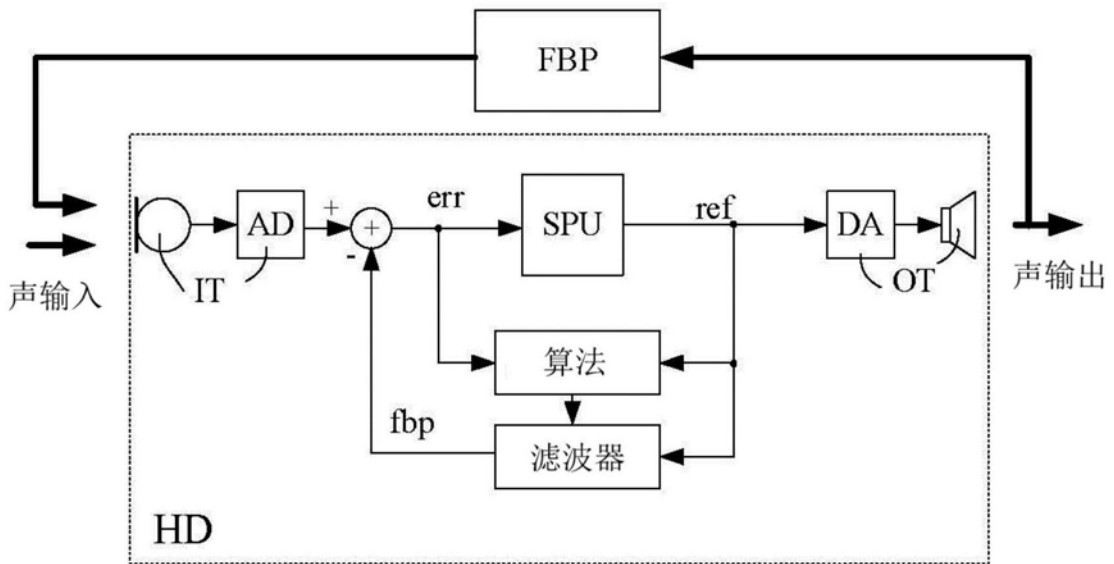 FBP
声输入
IT
AD
+
+
-
err
SPU
ref
DA
OT
声输出
算法
fbp
滤波器
HD